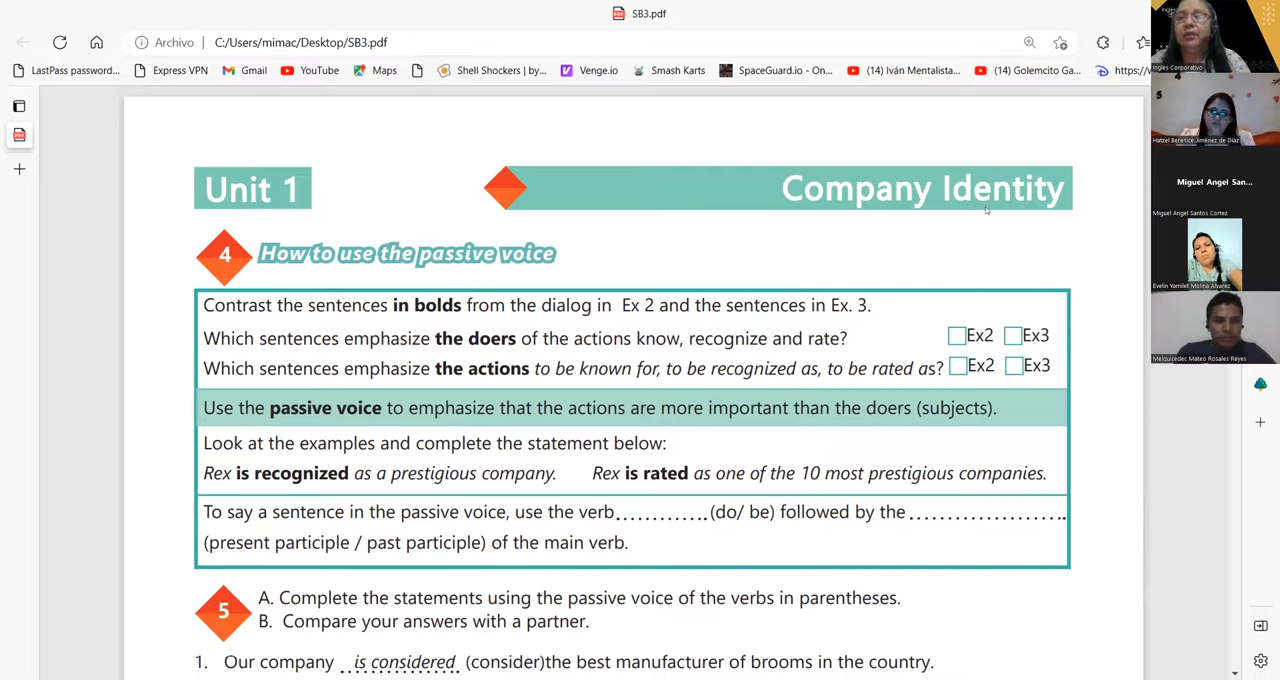 SB3.pdf
Archivo
C:/Users/mimac/Desktop/SB3.pdf
LastPass password...
Express VPN
Gmail
YouTube
Maps
Shell Shockers | by...
Venge.io
Smash Karts
SpaceGuard.io - On...
(14) Iván Mentalista...
(14) Golemcito Ga...
https://
Unit 1
Company Identity
4
How to use the passive voice
Contrast the sentences in bolds from the dialog in Ex 2 and the sentences in Ex. 3.
Which sentences emphasize the doers of the actions know, recognize and rate? Ex2 Ex3
Which sentences emphasize the actions to be known for, to be recognized as, to be rated as? Ex2 Ex3
Use the passive voice to emphasize that the actions are more important than the doers (subjects).
Look at the examples and complete the statement below:
Rex is recognized as a prestigious company. Rex is rated as one of the 10 most prestigious companies.
To say a sentence in the passive voice, use the verb............. (do/ be) followed by the ......................
(present participle / past participle) of the main verb.
5
A. Complete the statements using the passive voice of the verbs in parentheses.
B. Compare your answers with a partner.
1. Our company ..is considered.. (consider)the best manufacturer of brooms in the country.
Ingles Corporativo
Hatzel Berenice Jiménez de Diaz
Miguel Angel San...
Miguel Angel Santos Cortez
Evelin Yamilet Molina Alvarez
Melquicedec Mateo Rosales Reyes